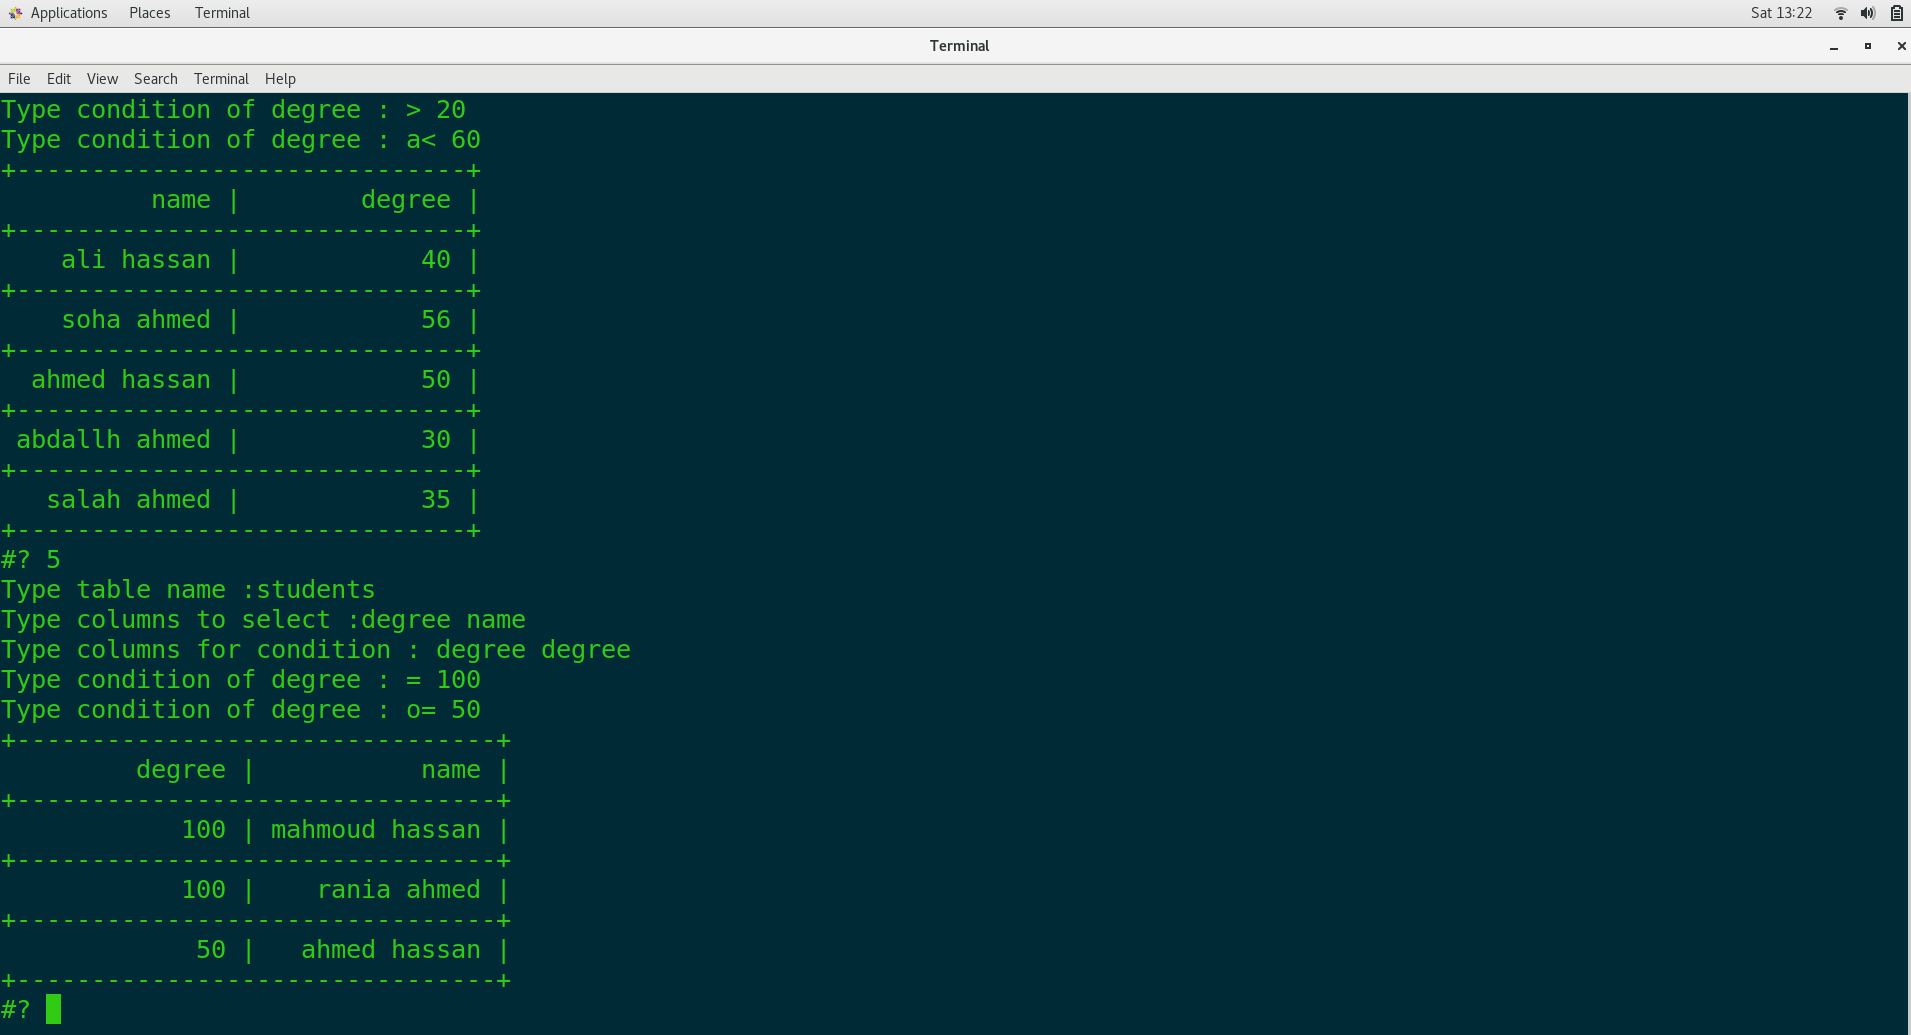 Applications Places Terminal Sat 13:22
Terminal
File Edit View Search Terminal Help
Type condition of degree : > 20
Type condition of degree : a< 60
+------------------------------+
          name |        degree |
+------------------------------+
    ali hassan |            40 |
+------------------------------+
    soha ahmed |            56 |
+------------------------------+
  ahmed hassan |            50 |
+------------------------------+
 abdallh ahmed |            30 |
+------------------------------+
   salah ahmed |            35 |
+------------------------------+
#? 5
Type table name :students
Type columns to select :degree name
Type columns for condition : degree degree
Type condition of degree : = 100
Type condition of degree : o= 50
+--------------------------------+
         degree |           name |
+--------------------------------+
            100 | mahmoud hassan |
+--------------------------------+
            100 |    rania ahmed |
+--------------------------------+
             50 |   ahmed hassan |
+--------------------------------+
#?